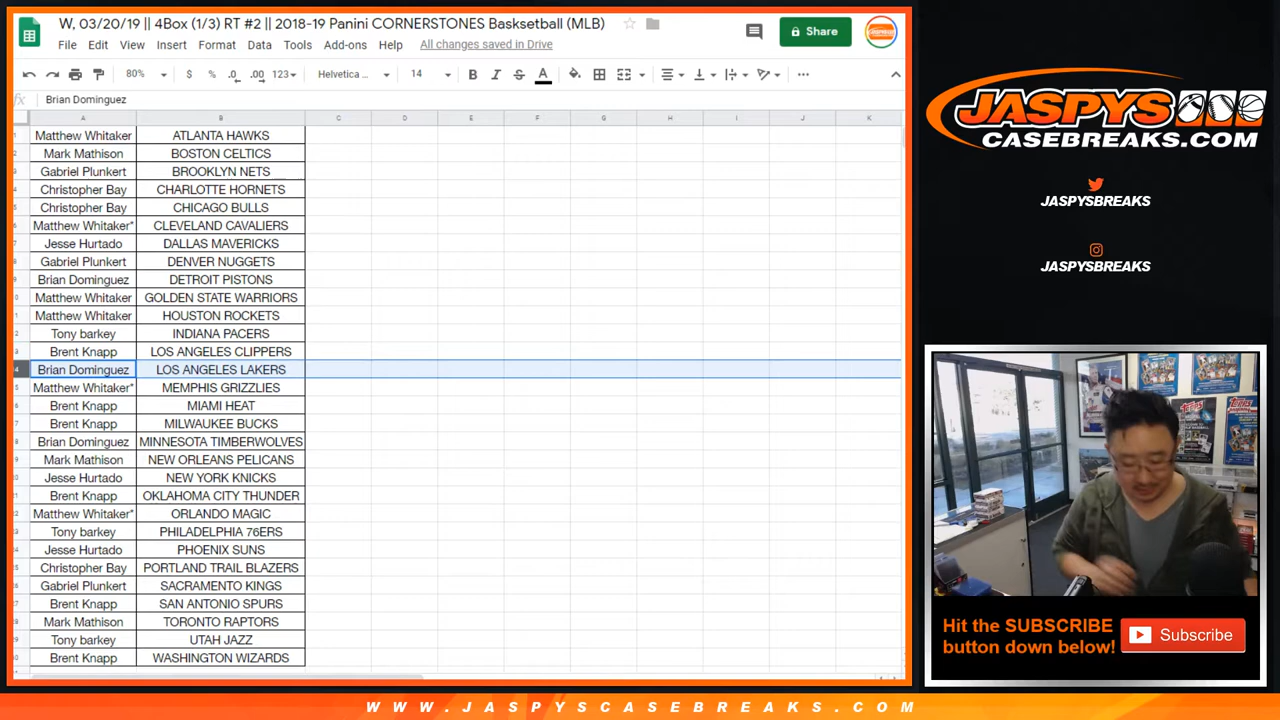 W, 03/20/19 || 4Box (1/3) RT #2 || 2018-19 Panini CORNERSTONES Basksetball (MLB)
File Edit View Insert Format Data Tools Add-ons Help All changes saved in Drive
Share
80% $ % .0 .00 123 Helvetica ... 14 B I S A
fx Brian Dominguez
A B C D E F G H I J K
Matthew Whitaker ATLANTA HAWKS
Mark Mathison BOSTON CELTICS
Gabriel Plunkert BROOKLYN NETS
Christopher Bay CHARLOTTE HORNETS
Christopher Bay CHICAGO BULLS
Matthew Whitaker* CLEVELAND CAVALIERS
Jesse Hurtado DALLAS MAVERICKS
Gabriel Plunkert DENVER NUGGETS
Brian Dominguez DETROIT PISTONS
Matthew Whitaker GOLDEN STATE WARRIORS
Matthew Whitaker HOUSTON ROCKETS
Tony barkey INDIANA PACERS
Brent Knapp LOS ANGELES CLIPPERS
Brian Dominguez LOS ANGELES LAKERS
Matthew Whitaker* MEMPHIS GRIZZLIES
Brent Knapp MIAMI HEAT
Brent Knapp MILWAUKEE BUCKS
Brian Dominguez MINNESOTA TIMBERWOLVES
Mark Mathison NEW ORLEANS PELICANS
Jesse Hurtado NEW YORK KNICKS
Brent Knapp OKLAHOMA CITY THUNDER
Matthew Whitaker* ORLANDO MAGIC
Tony barkey PHILADELPHIA 76ERS
Jesse Hurtado PHOENIX SUNS
Christopher Bay PORTLAND TRAIL BLAZERS
Gabriel Plunkert SACRAMENTO KINGS
Brent Knapp SAN ANTONIO SPURS
Mark Mathison TORONTO RAPTORS
Tony barkey UTAH JAZZ
Brent Knapp WASHINGTON WIZARDS
JASPYS
CASEBREAKS.COM
JASPYSBREAKS
JASPYSBREAKS
Hit the SUBSCRIBE
button down below!
Subscribe
WWW.JASPYSCASEBREAKS.COM